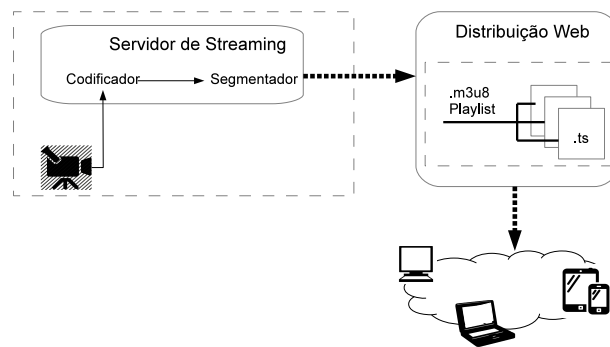 Servidor de Streaming
Codificador
Segmentador
Distribuição Web
.m3u8
Playlist
.ts